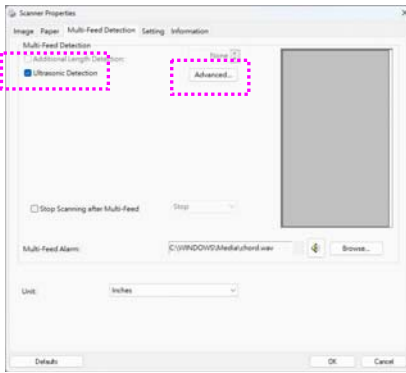 Scanner Properties
Image Paper Multi-Feed Detection Setting Information
Multi-Feed Detection
Additional Length Detection: None
Ultrasonic Detection Advanced...
Stop Scanning after Multi-Feed Stop
Multi-Feed Alarm: C:\WINDOWS\Media\chord.wav Browse...
Unit: Inches
Defaults OK Cancel